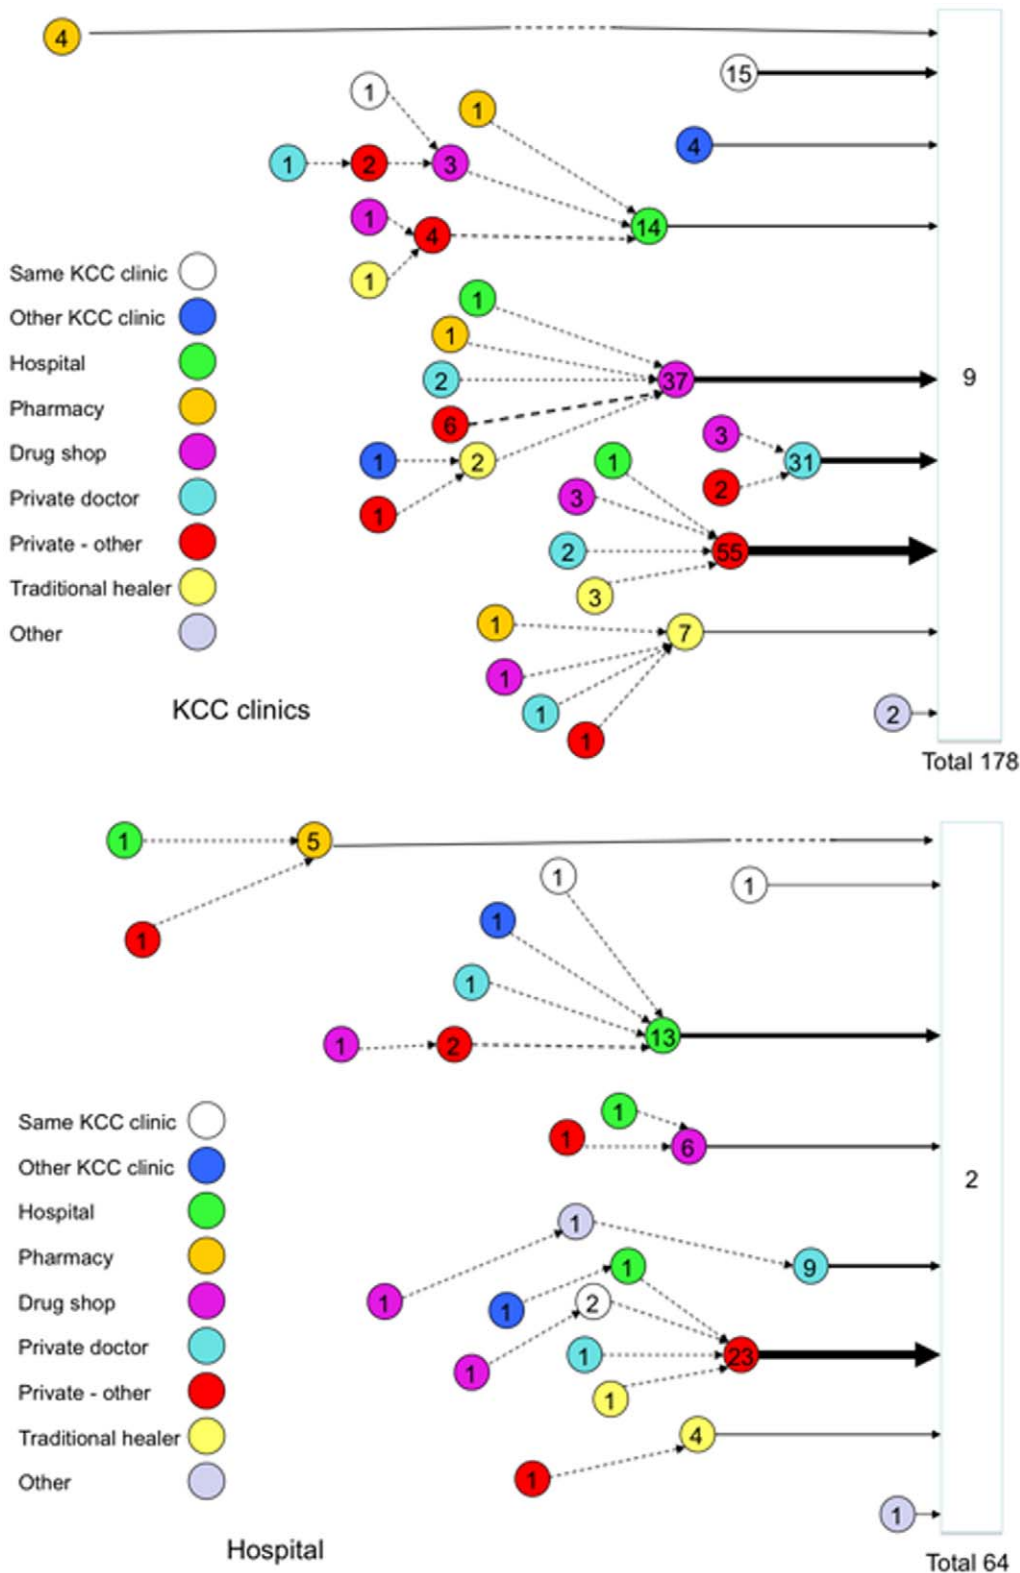 4
15
1
1
4
1
2
3
1
14
4
1
Same KCC clinic
Other KCC clinic
Hospital
Pharmacy
Drug shop
Private doctor
Private - other
Traditional healer
Other
1
1
2
37
9
6
3
1
2
1
31
2
1
3
2
55
3
1
7
1
1
1
2
KCC clinics
Total 178
1
5
1
1
1
1
1
1
2
13
Same KCC clinic
Other KCC clinic
Hospital
Pharmacy
Drug shop
Private doctor
Private - other
Traditional healer
Other
1
1
6
2
1
1
9
1
1
2
1
1
23
1
4
1
1
Hospital
Total 64